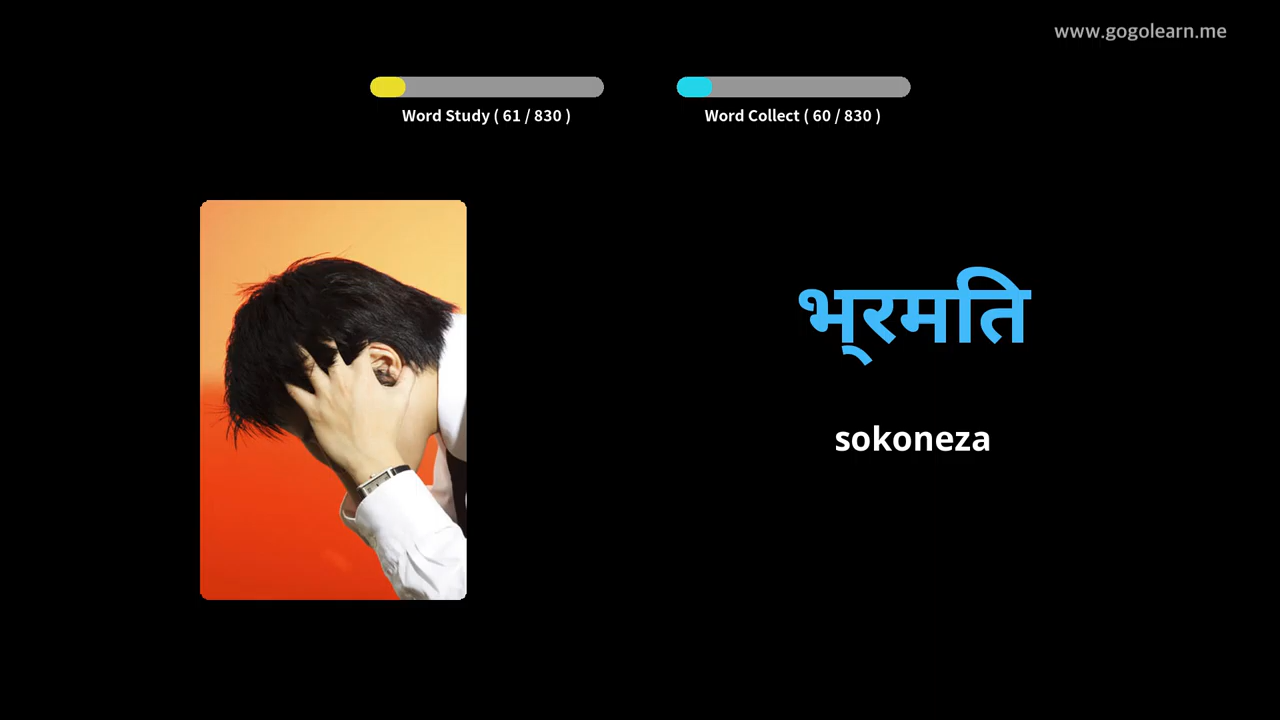 www.gogolearn.me
Word Study ( 61 / 830 )
Word Collect ( 60 / 830 )
भ्‌रमति
sokoneza